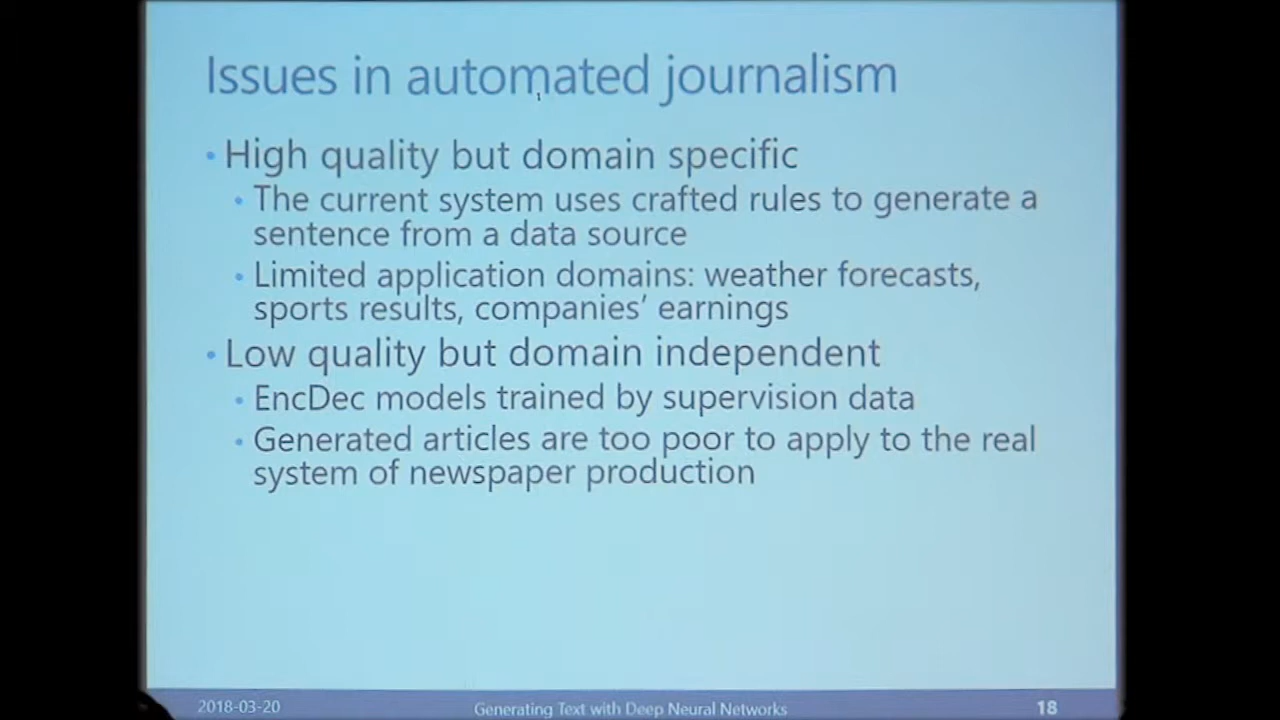 Issues in automated journalism
• High quality but domain specific
• The current system uses crafted rules to generate a
sentence from a data source
• Limited application domains: weather forecasts,
sports results, companies’ earnings
• Low quality but domain independent
• EncDec models trained by supervision data
• Generated articles are too poor to apply to the real
system of newspaper production
2018-03-20
Generating Text with Deep Neural Networks
18